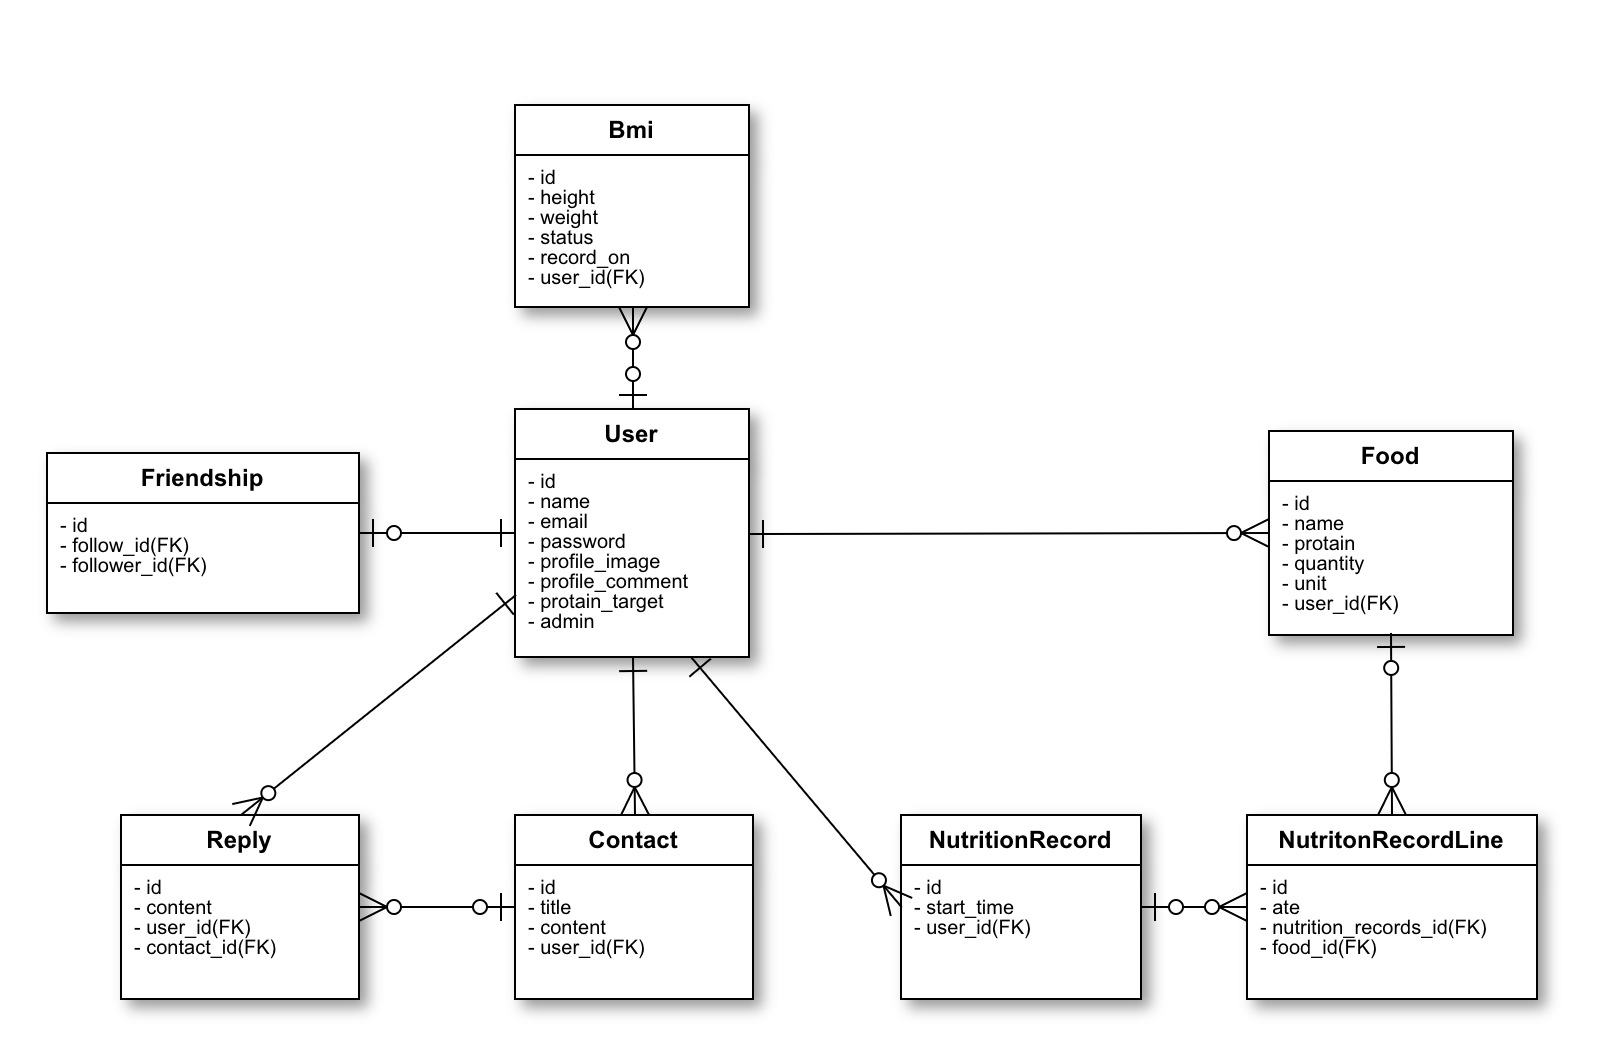 Bmi
- id
- height
- weight
- status
- record_on
- user_id(FK)
User
- id
- name
- email
- password
- profile_image
- profile_comment
- protain_target
- admin
Friendship
- id
- follow_id(FK)
- follower_id(FK)
Food
- id
- name
- protain
- quantity
- unit
- user_id(FK)
Reply
- id
- content
- user_id(FK)
- contact_id(FK)
Contact
- id
- title
- content
- user_id(FK)
NutritionRecord
- id
- start_time
- user_id(FK)
NutritonRecordLine
- id
- ate
- nutrition_records_id(FK)
- food_id(FK)